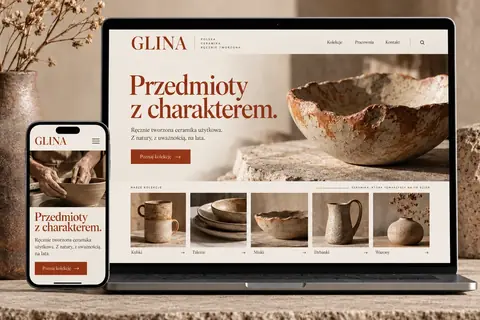 GLINA
POLSKA
CERAMIKA
RĘCZNIE TWORZONA
Kolekcje Pracownia Kontakt
Przedmioty
z charakterem.
Ręcznie tworzona ceramika użytkowa.
Z natury, z uważnością, na lata.
Poznaj kolekcję →
NASZE KOLEKCJE
Kubki → Talerze → Miski → Dzbanki → Wazony →
GLINA
Przedmioty
z charakterem.
Ręcznie tworzona ceramika
użytkowa. Z natury, z uważnością,
na lata.
Poznaj kolekcję →